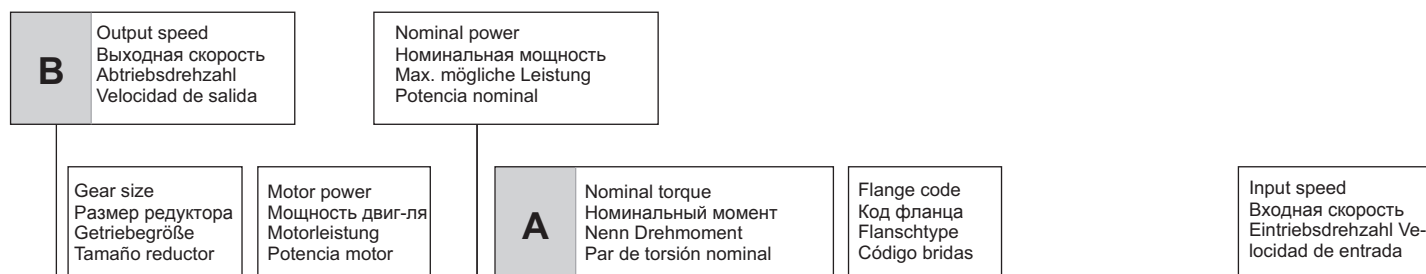 B
Output speed
Выходная скорость
Abtriebsdrehzahl
Velocidad de salida
Nominal power
Номинальная мощность
Max. mögliche Leistung
Potencia nominal
Gear size
Размер редуктора
Getriebegröße
Tamaño reductor
Motor power
Мощность двиг-ля
Motorleistung
Potencia motor
A
Nominal torque
Номинальный момент
Nenn Drehmoment
Par de torsión nominal
Flange code
Код фланца
Flanschtype
Código bridas
Input speed
Входная скорость
Eintriebsdrehzahl Ve-
locidad de entrada